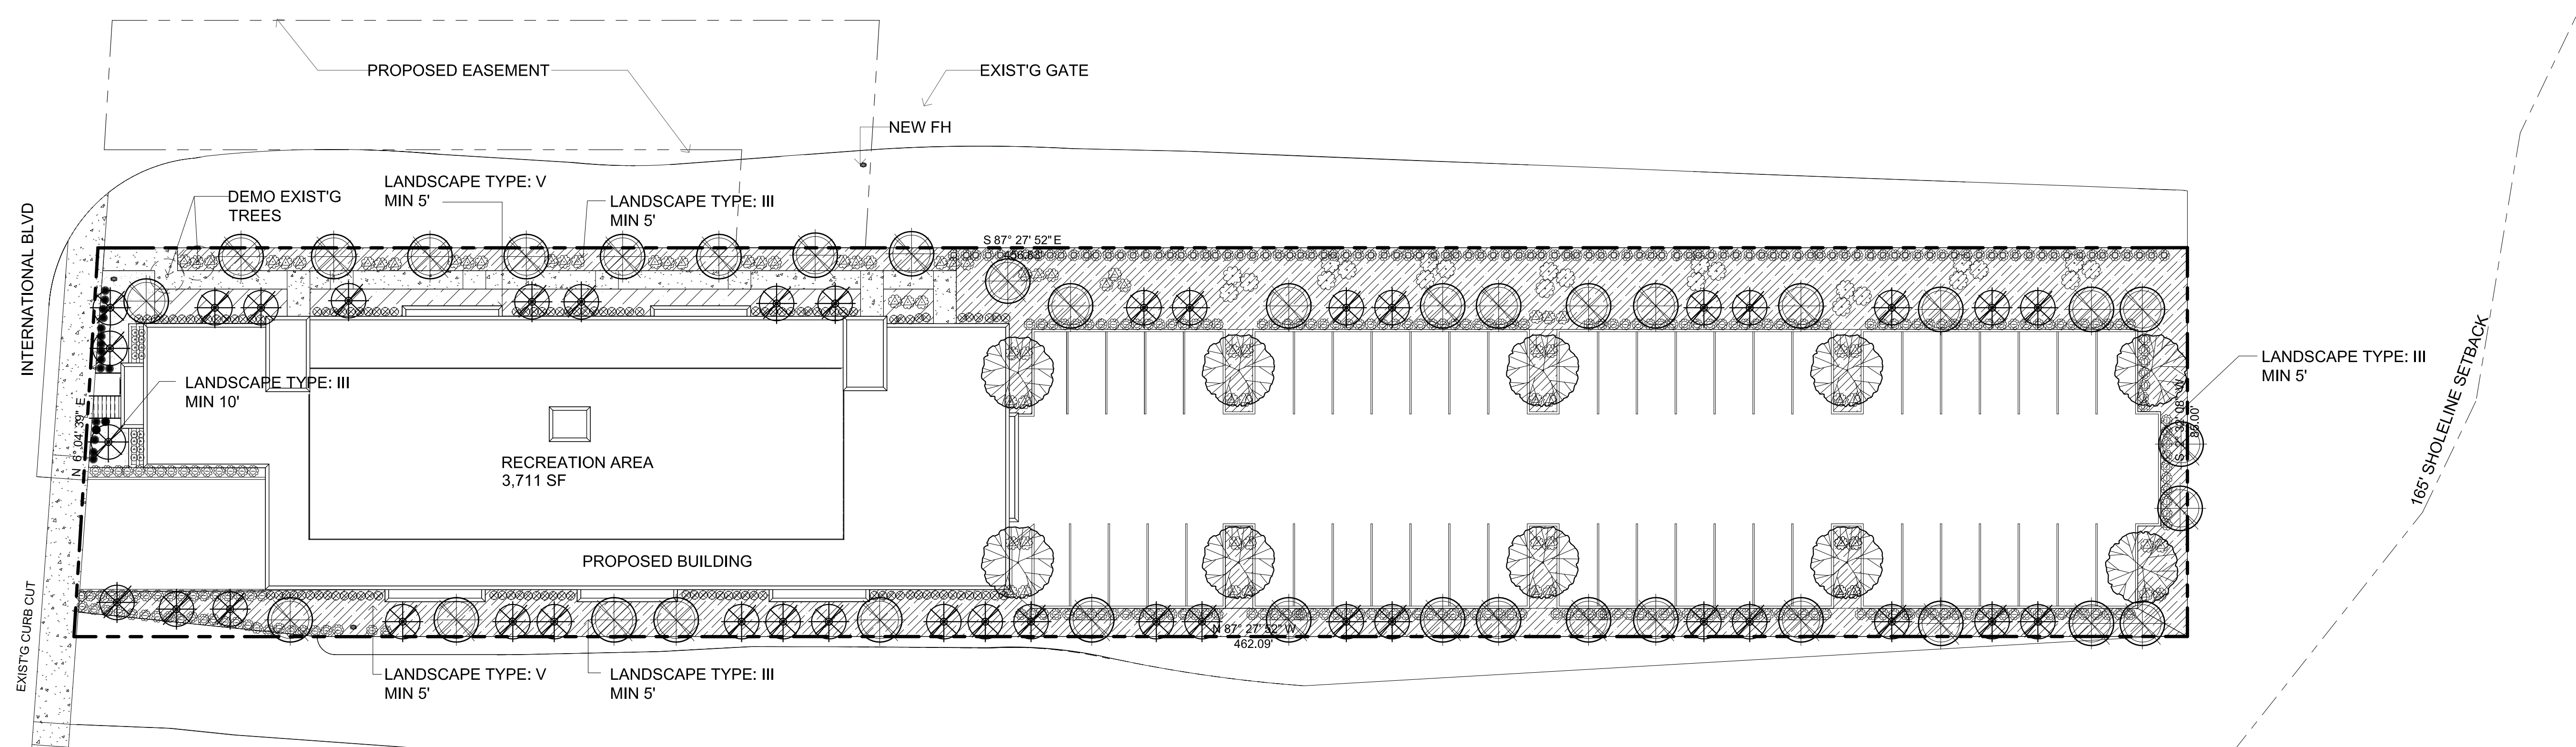 PROPOSED EASEMENT
EXIST'G GATE
NEW FH
LANDSCAPE TYPE: V
MIN 5'
DEMO EXIST'G
TREES
LANDSCAPE TYPE: III
MIN 5'
INTERNATIONAL BLVD
S 87° 27' 52" E
LANDSCAPE TYPE: III
MIN 10'
N 6° 04' 39" E
RECREATION AREA
3,711 SF
PROPOSED BUILDING
LANDSCAPE TYPE: III
MIN 5'
S 2° 32' 08" W
165' SHOLELINE SETBACK
EXIST'G CURB CUT
N 87° 27' 52" W
462.09'
LANDSCAPE TYPE: V
MIN 5'
LANDSCAPE TYPE: III
MIN 5'